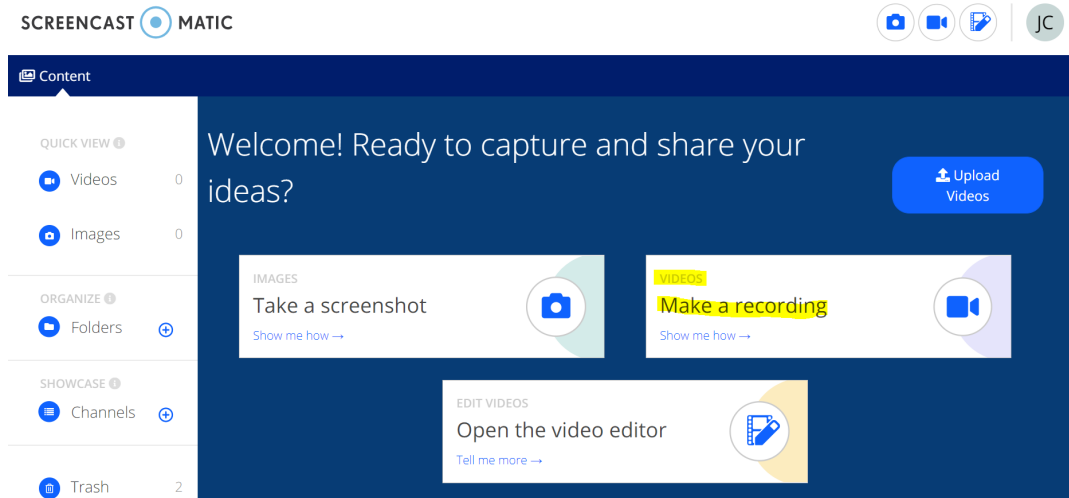 SCREENCAST MATIC
JC
Content
QUICK VIEW
Videos 0
Images 0
ORGANIZE
Folders
SHOWCASE
Channels
Trash 2
Welcome! Ready to capture and share your
ideas?
Upload
Videos
IMAGES
Take a screenshot
Show me how →
VIDEOS
Make a recording
Show me how →
EDIT VIDEOS
Open the video editor
Tell me more →